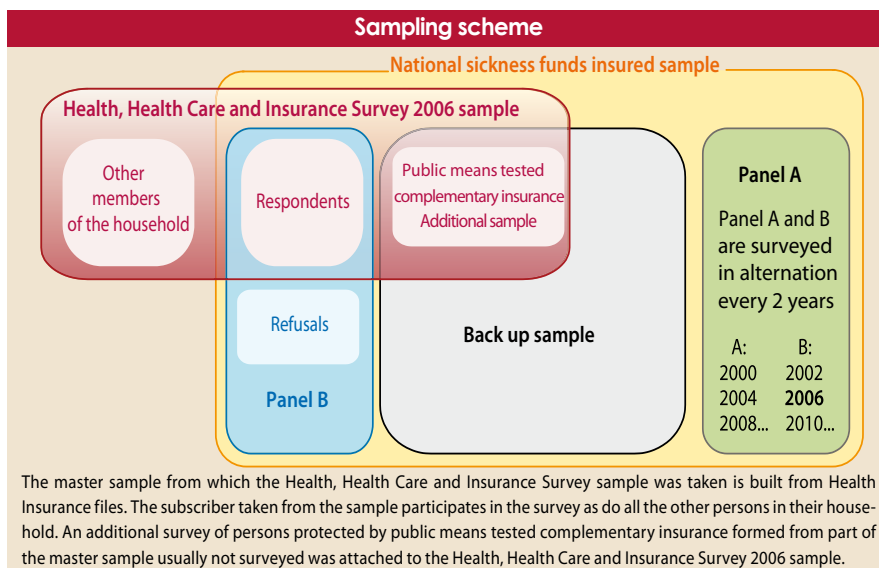 Sampling scheme
National sickness funds insured sample
Health, Health Care and Insurance Survey 2006 sample
Other
members
of the household
Respondents
Public means tested
complementary insurance
Additional sample
Refusals
Panel B
Back up sample
Panel A
Panel A and B
are surveyed
in alternation
every 2 years
A: B:
2000 2002
2004 2006
2008... 2010...
The master sample from which the Health, Health Care and Insurance Survey sample was taken is built from Health
Insurance files. The subscriber taken from the sample participates in the survey as do all the other persons in their house-
hold. An additional survey of persons protected by public means tested complementary insurance formed from part of
the master sample usually not surveyed was attached to the Health, Health Care and Insurance Survey 2006 sample.